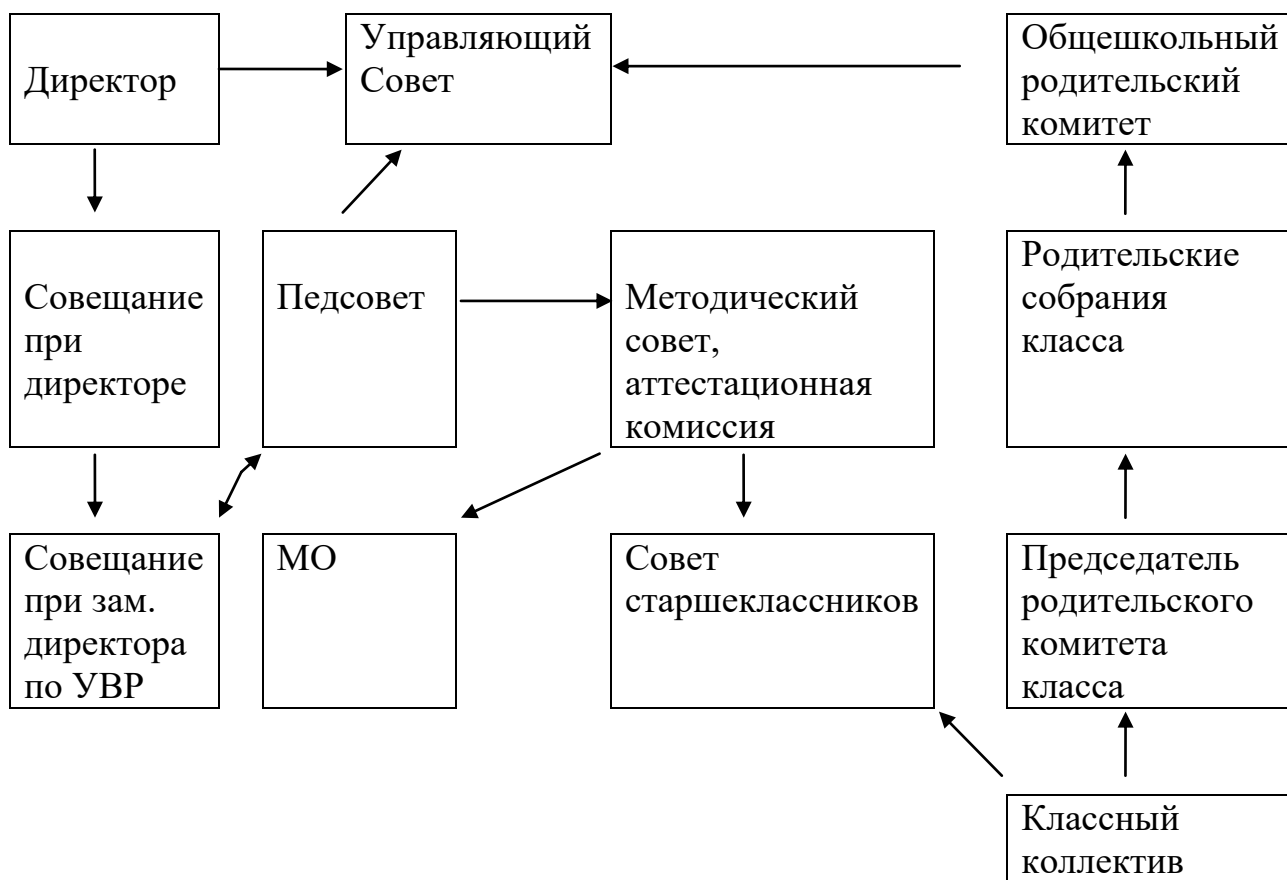 Директор
Управляющий
Совет
Общешкольный
родительский
комитет
Совещание
при
директоре
Педсовет
Методический
совет,
аттестационная
комиссия
Родительские
собрания
класса
Совещание
при зам.
директора
по УВР
МО
Совет
старшеклассников
Председатель
родительского
комитета
класса
Классный
коллектив